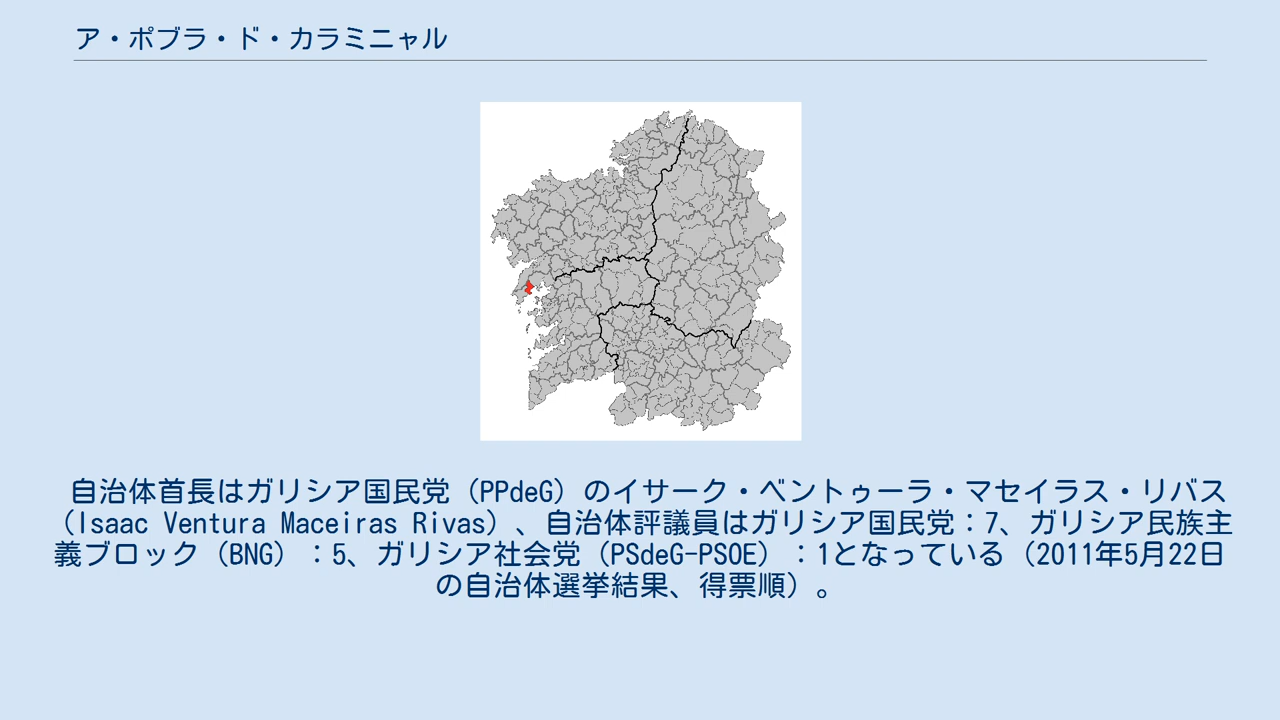 ア・ポブラ・ド・カラミニャル
自治体首長はガリシア国民党（PPdeG）のイサーク・ベントゥーラ・マセイラス・リバス
（Isaac Ventura Maceiras Rivas）、自治体評議員はガリシア国民党：7、ガリシア民族主
義ブロック（BNG）：5、ガリシア社会党（PSdeG-PSOE）：1となっている（2011年5月22日
の自治体選挙結果、得票順）。